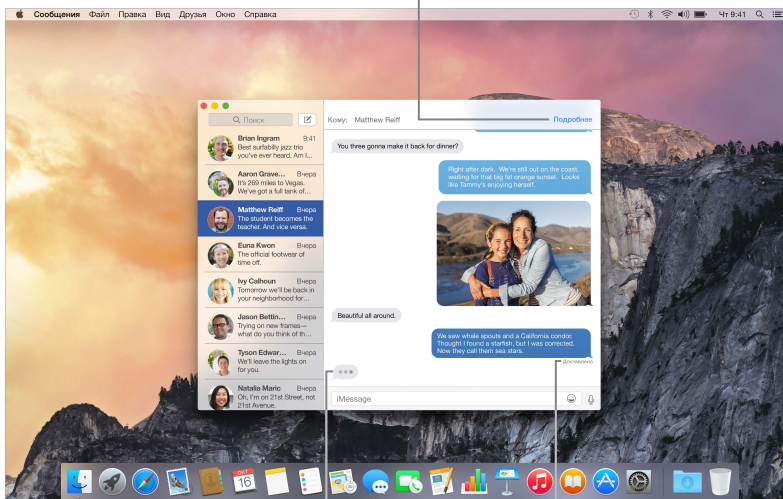 Сообщения Файл Правка Вид Друзья Окно Справка
Чт 9:41
Поиск
Кому: Matthew Reiff
Подробнее
Brian Ingram 9:41
Best surfabilly jazz trio
you've ever heard. Am I...
Aaron Grave... Вчера
It's 269 miles to Vegas.
We've got a full tank of...
Matthew Reiff Вчера
The student becomes the
teacher. And vice versa.
Euna Kwon Вчера
The official footwear of
time off.
Ivy Calhoun Вчера
Tomorrow we'll be back in
your neighborhood for...
Jason Bettin... Вчера
Trying on new frames—
what do you think of th...
Tyson Edwar... Вчера
We'll leave the lights on
for you.
Natalia Maric Вчера
Oh, I'm on 21st Street, not
21st Avenue.
You three gonna make it back for dinner?
Right after dark. We're still out on the coast,
waiting for that big fat orange sunset. Looks
like Tammy's enjoying herself.
Beautiful all around.
We saw whale spouts and a California condor.
Thought I found a starfish, but I was corrected.
Now they call them sea stars.
Доставлено
iMessage
ОКТ
16